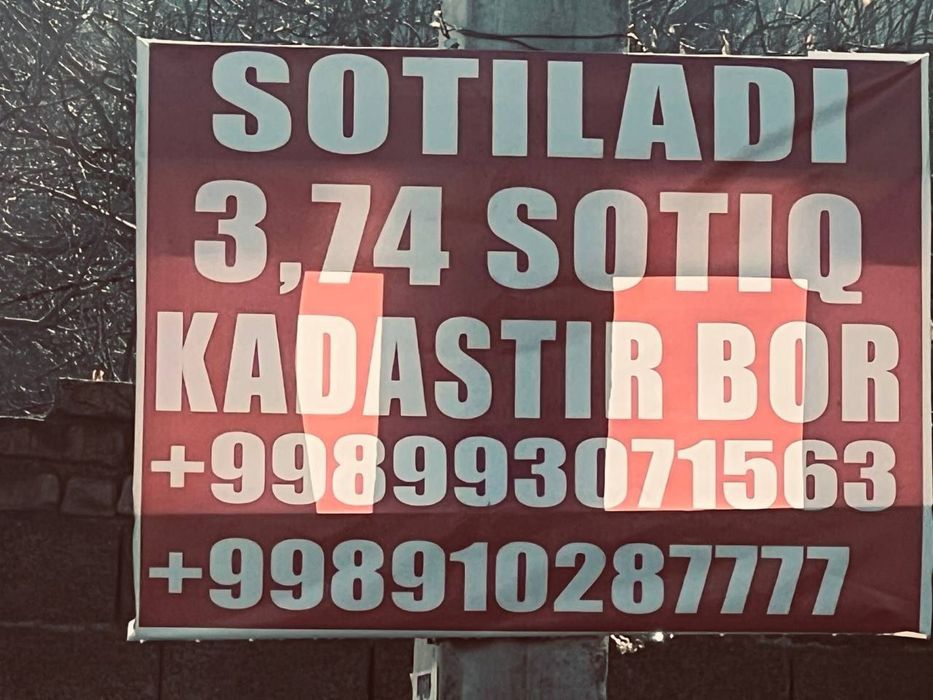 SOTILADI
3,74 SOTIQ
KADASTIR BOR
+998993071563
+998910287777